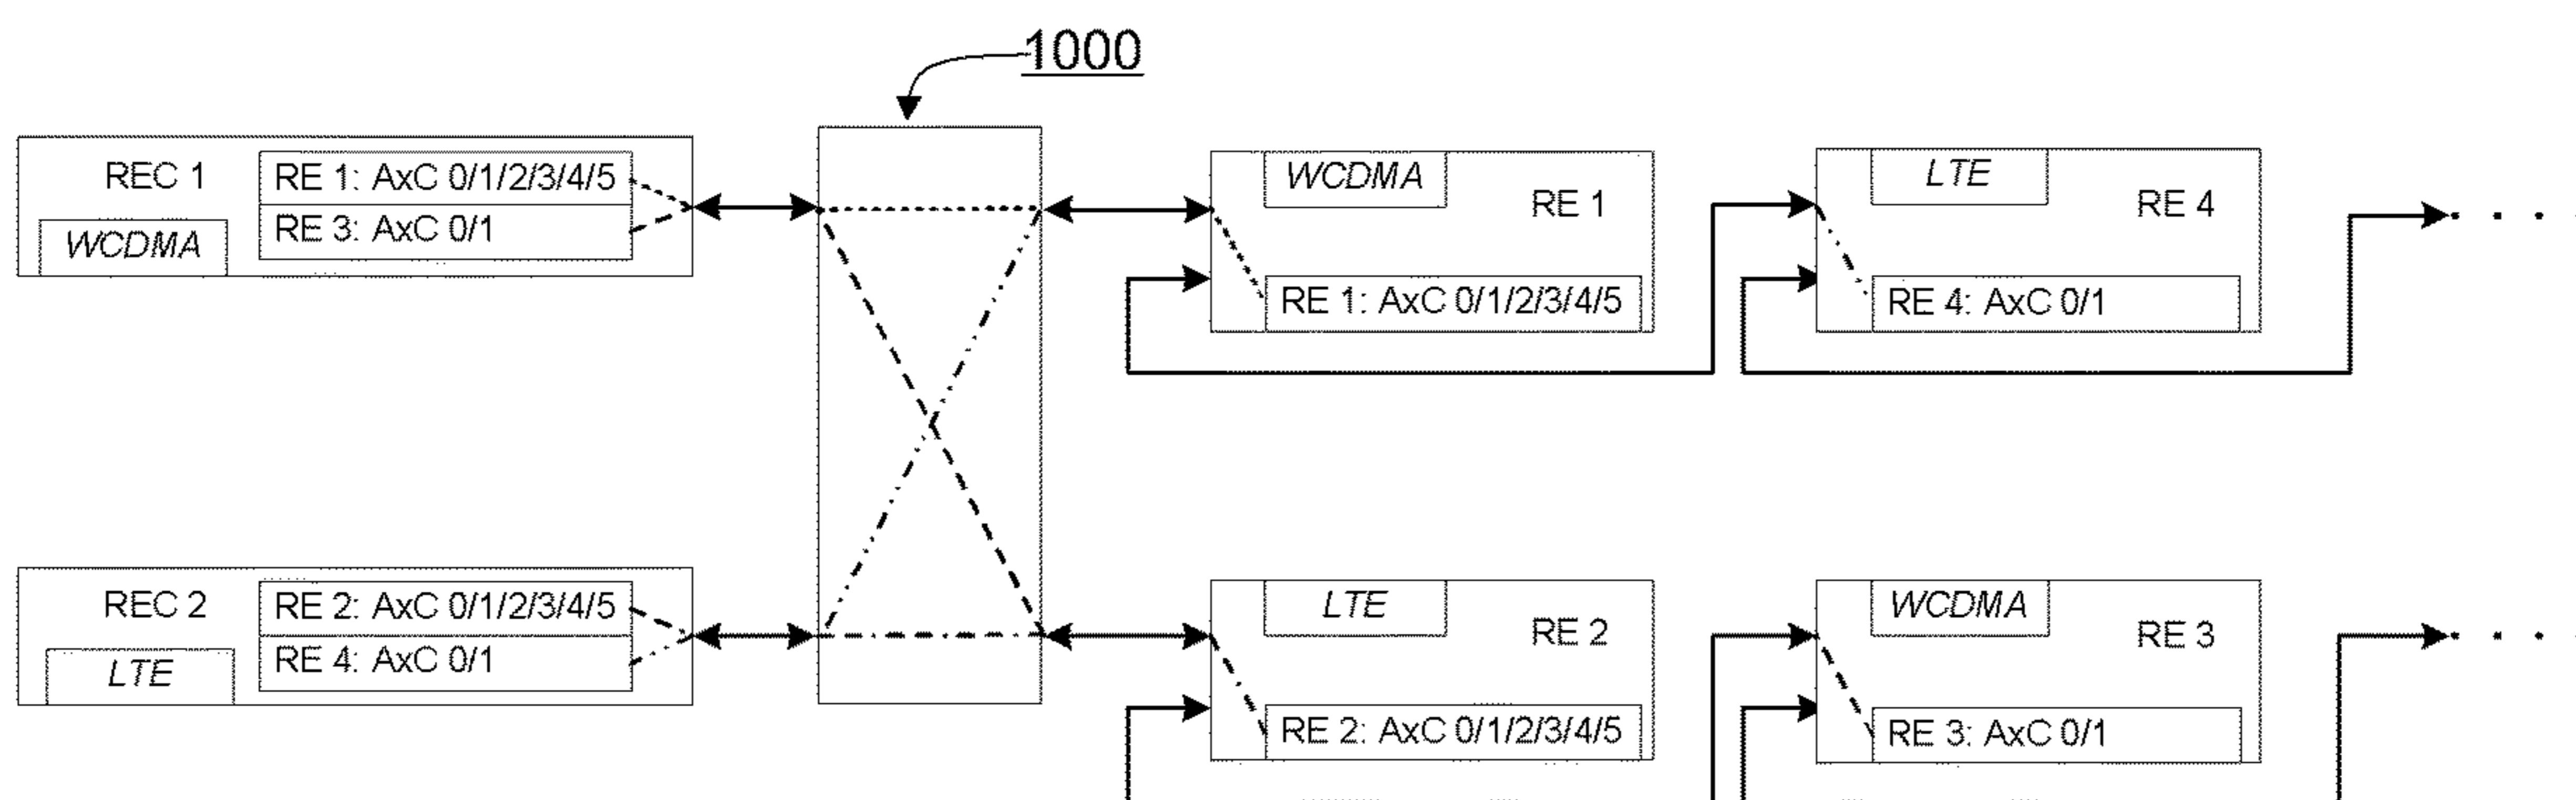 1000
REC 1
RE 1: AxC 0/1/2/3/4/5
RE 3: AxC 0/1
WCDMA
WCDMA
RE 1
RE 1: AxC 0/1/2/3/4/5
LTE
RE 4
RE 4: AxC 0/1
REC 2
RE 2: AxC 0/1/2/3/4/5
RE 4: AxC 0/1
LTE
LTE
RE 2
RE 2: AxC 0/1/2/3/4/5
WCDMA
RE 3
RE 3: AxC 0/1